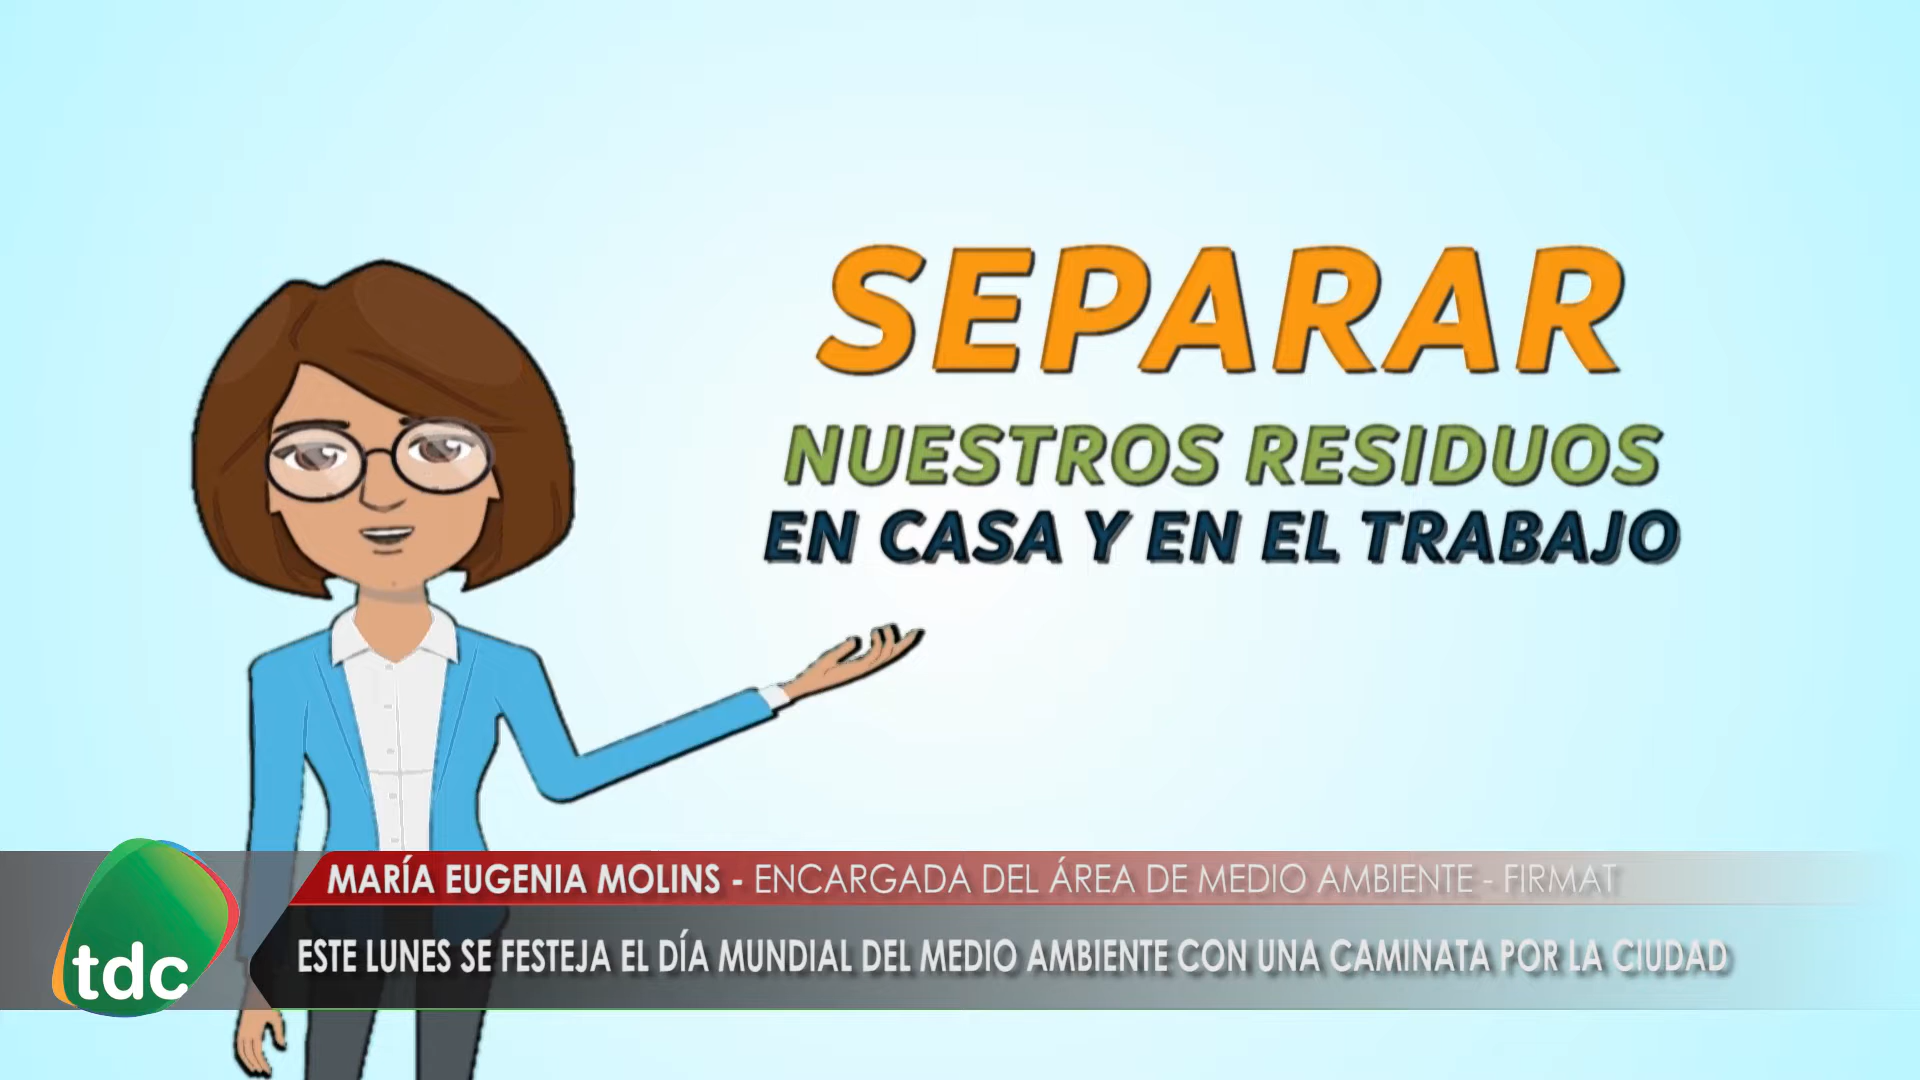 SEPARAR
NUESTROS RESIDUOS
EN CASA Y EN EL TRABAJO
MARÍA EUGENIA MOLINS - ENCARGADA DEL ÁREA DE MEDIO AMBIENTE - FIRMAT
ESTE LUNES SE FESTEJA EL DÍA MUNDIAL DEL MEDIO AMBIENTE CON UNA CAMINATA POR LA CIUDAD
tdc